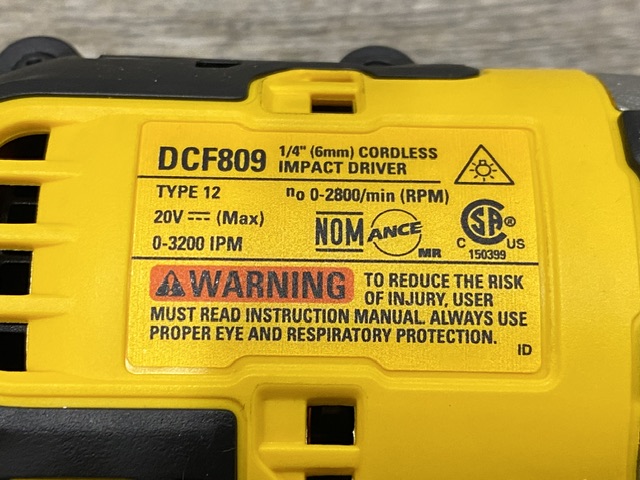 DCF809 1/4" (6mm) CORDLESS
IMPACT DRIVER
TYPE 12 no 0-2800/min (RPM)
20V ⎓ (Max)
0-3200 IPM
NOM ANCE MR
CSA ® C US
150399
WARNING TO REDUCE THE RISK
OF INJURY, USER
MUST READ INSTRUCTION MANUAL. ALWAYS USE
PROPER EYE AND RESPIRATORY PROTECTION.
ID